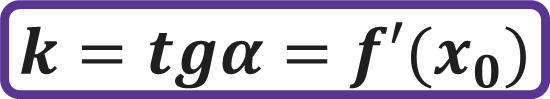 k = tgα = f′(x₀)